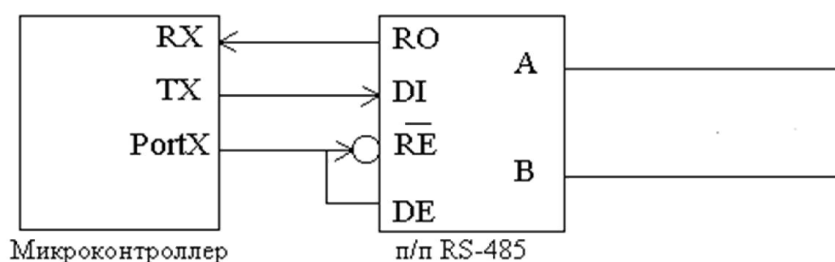 RX
TX
PortX
Микроконтроллер
RO
DI
RE
DE
A
B
п/п RS-485